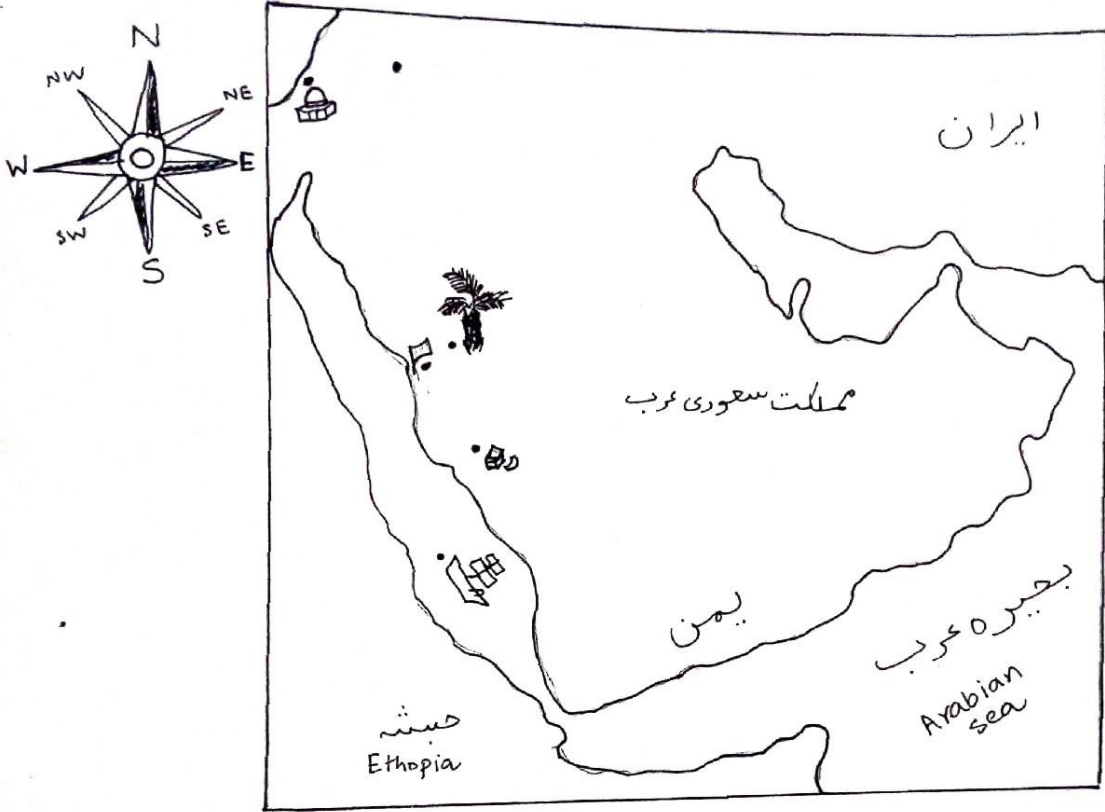 N
NW
NE
W
E
SW
SE
S
ایران
مملکت سعودی عرب
یمن
بحیرہ عرب
Arabian
sea
حبشہ
Ethopia